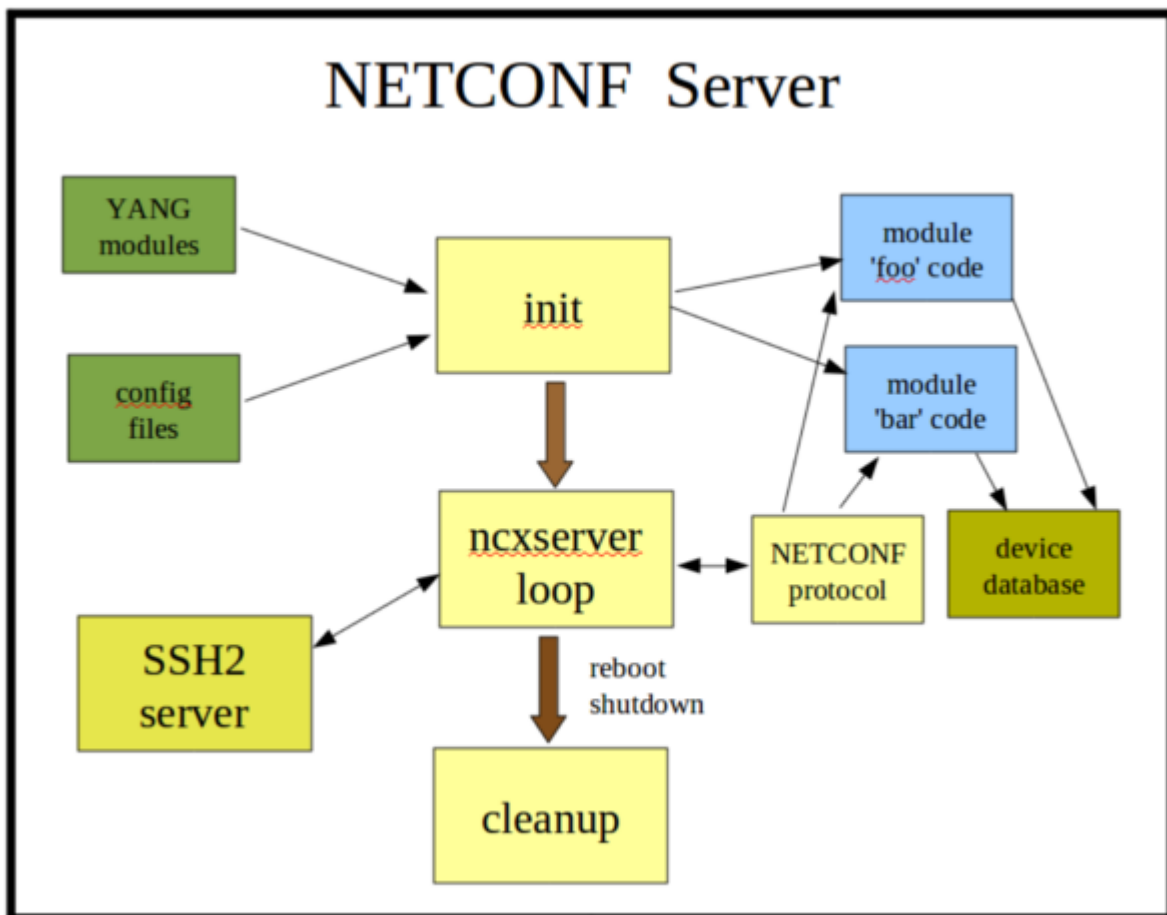 NETCONF Server
YANG
modules
config
files
init
module
'foo' code
module
'bar' code
ncxserver
loop
NETCONF
protocol
device
database
SSH2
server
reboot
shutdown
cleanup